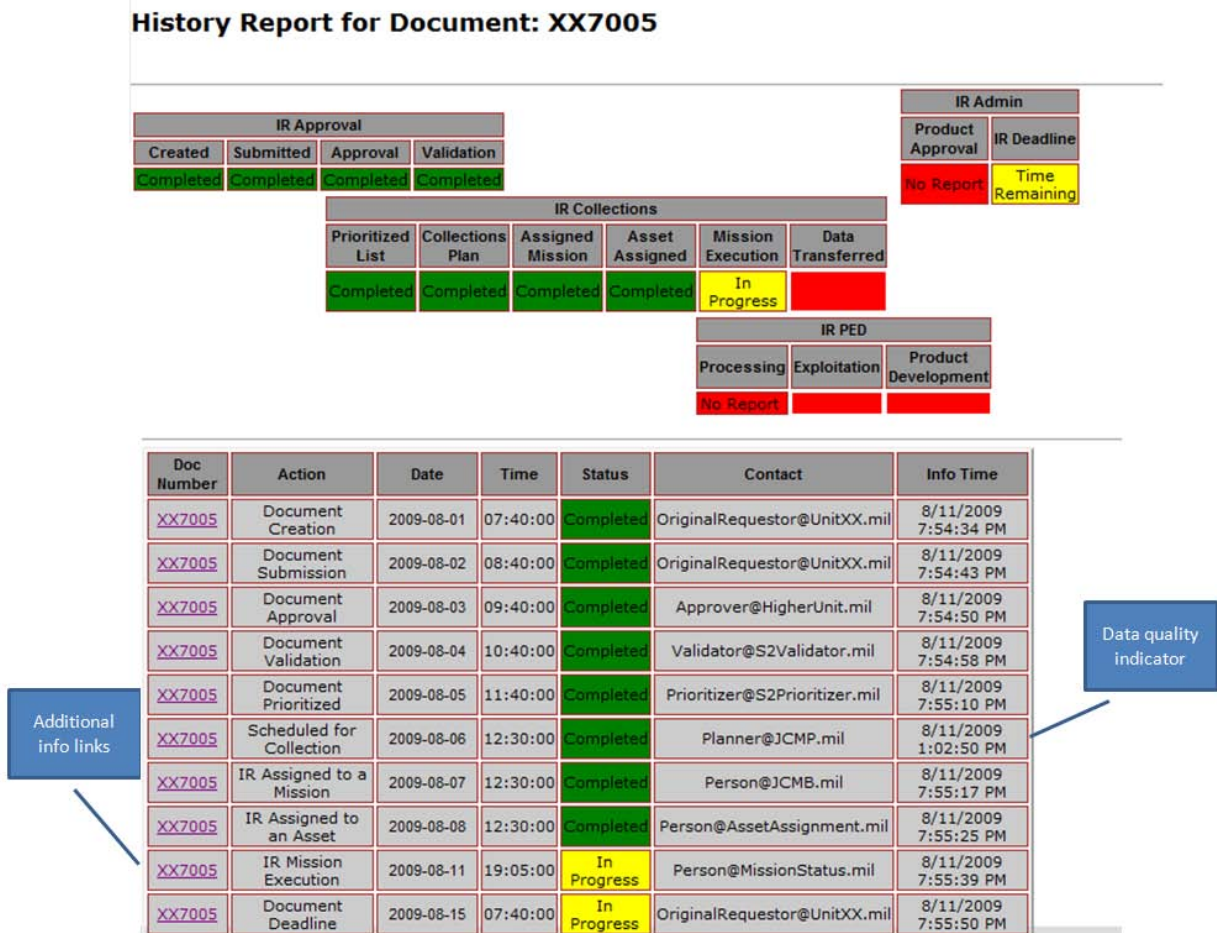 History Report for Document: XX7005
IR Admin
Product Approval IR Deadline
No Report Time Remaining
IR Approval
Created Submitted Approval Validation
Completed Completed Completed Completed
IR Collections
Prioritized List Collections Plan Assigned Mission Asset Assigned Mission Execution Data Transferred
Completed Completed Completed Completed In Progress
IR PED
Processing Exploitation Product Development
No Report
Doc Number Action Date Time Status Contact Info Time
XX7005 Document Creation 2009-08-01 07:40:00 Completed OriginalRequestor@UnitXX.mil 8/11/2009 7:54:34 PM
XX7005 Document Submission 2009-08-02 08:40:00 Completed OriginalRequestor@UnitXX.mil 8/11/2009 7:54:43 PM
XX7005 Document Approval 2009-08-03 09:40:00 Completed Approver@HigherUnit.mil 8/11/2009 7:54:50 PM
XX7005 Document Validation 2009-08-04 10:40:00 Completed Validator@S2Validator.mil 8/11/2009 7:54:58 PM
XX7005 Document Prioritized 2009-08-05 11:40:00 Completed Prioritizer@S2Prioritizer.mil 8/11/2009 7:55:10 PM
XX7005 Scheduled for Collection 2009-08-06 12:30:00 Completed Planner@JCMP.mil 8/11/2009 1:02:50 PM
XX7005 IR Assigned to a Mission 2009-08-07 12:30:00 Completed Person@JCMB.mil 8/11/2009 7:55:17 PM
XX7005 IR Assigned to an Asset 2009-08-08 12:30:00 Completed Person@AssetAssignment.mil 8/11/2009 7:55:25 PM
XX7005 IR Mission Execution 2009-08-11 19:05:00 In Progress Person@MissionStatus.mil 8/11/2009 7:55:39 PM
XX7005 Document Deadline 2009-08-15 07:40:00 In Progress OriginalRequestor@UnitXX.mil 8/11/2009 7:55:50 PM
Additional info links
Data quality indicator